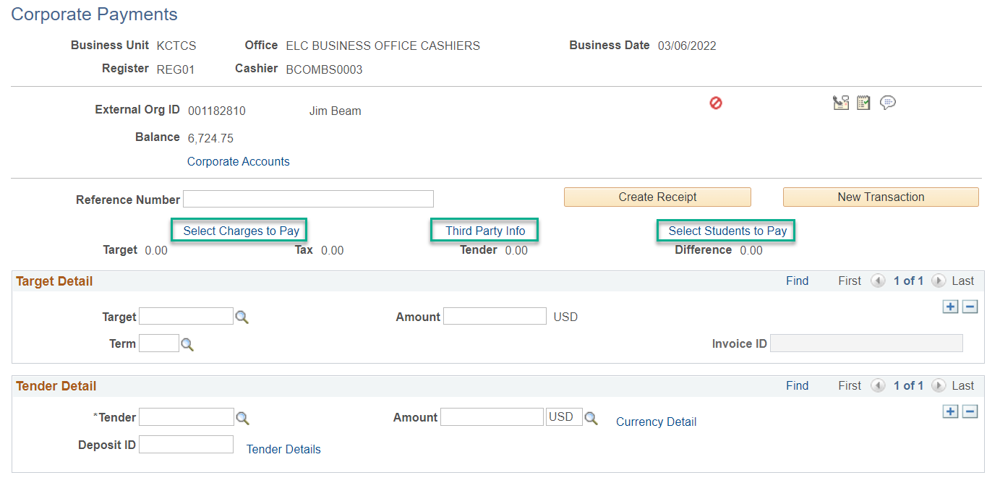 Corporate Payments
Business Unit KCTCS Office ELC BUSINESS OFFICE CASHIERS Business Date 03/06/2022
Register REG01 Cashier BCOMBS0003
External Org ID 001182810 Jim Beam
Balance 6,724.75
Corporate Accounts
Reference Number Create Receipt New Transaction
Select Charges to Pay Third Party Info Select Students to Pay
Target 0.00 Tax 0.00 Tender 0.00 Difference 0.00
Target Detail Find First 1 of 1 Last
Target Amount USD
Term Invoice ID
Tender Detail Find First 1 of 1 Last
*Tender Amount USD Currency Detail
Deposit ID Tender Details